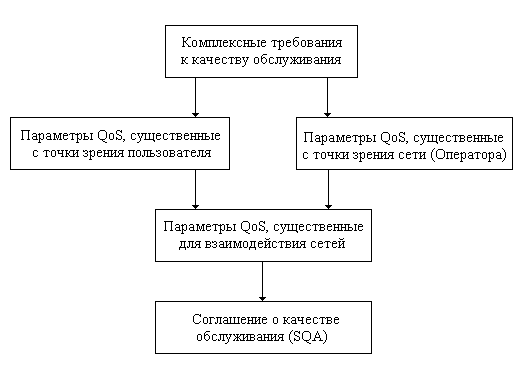 Комплексные требования
к качеству обслуживания
Параметры QoS, существенные
с точки зрения пользователя
Параметры QoS, существенные
с точки зрения сети (Оператора)
Параметры QoS, существенные
для взаимодействия сетей
Соглашение о качестве
обслуживания (SQA)